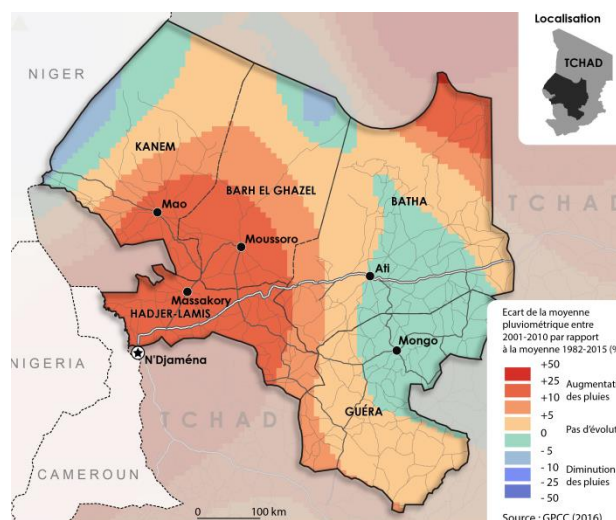 Localisation
TCHAD
NIGER
KANEM
BARH EL GHAZEL
BATHA
Mao
Moussoro
TCHAD
Ati
Massakory
HADJER-LAMIS
Mongo
N'Djaména
NIGERIA
TCHAD
GUÉRA
CAMEROUN
0 100 km
Ecart de la moyenne
pluviométrique entre
2001-2010 par rapport
à la moyenne 1982-2015 (%
+50
+25
+10
+5
0
- 5
- 10
- 25
- 50
Augmentat
des pluies
Pas d'évolut
Diminution
des pluies
Source : GPCC (2016)